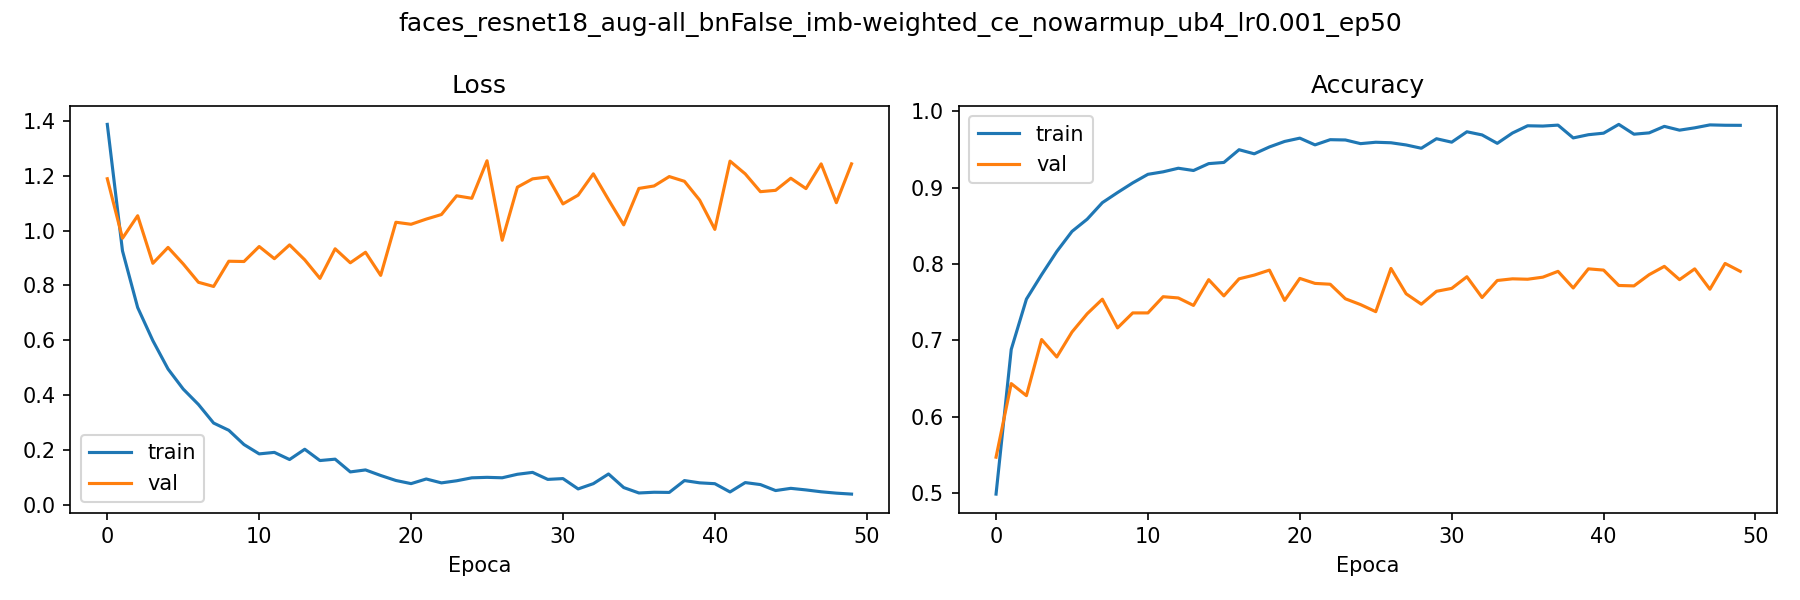 faces_resnet18_aug-all_bnFalse_imb-weighted_ce_nowarmup_ub4_lr0.001_ep50
Loss
1.4
1.2
1.0
0.8
0.6
0.4
0.2
0.0
train
val
0 10 20 30 40 50
Epoca
Accuracy
1.0
0.9
0.8
0.7
0.6
0.5
train
val
0 10 20 30 40 50
Epoca